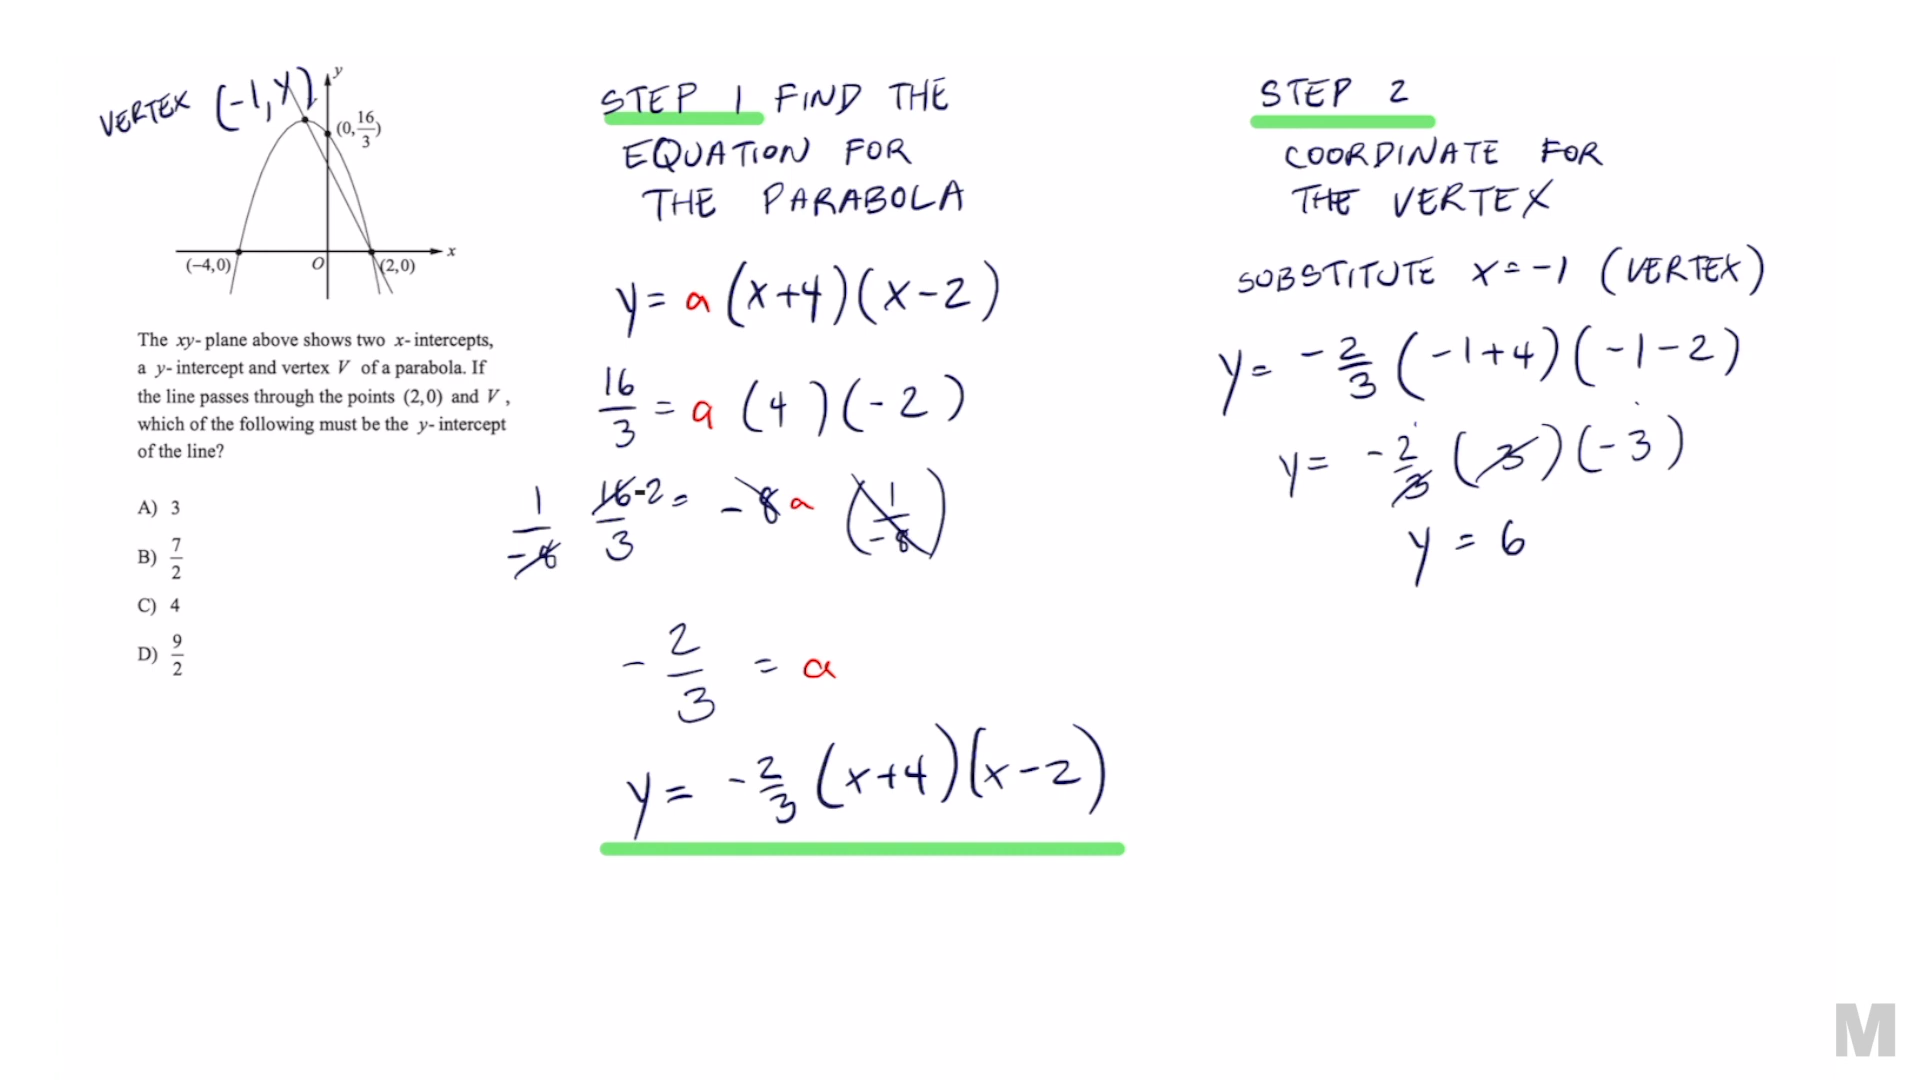 VERTEX (-1, Y)
y
(0, 16/3)
x
(−4,0)
O
(2,0)
The xy- plane above shows two x- intercepts,
a y- intercept and vertex V of a parabola. If
the line passes through the points (2,0) and V ,
which of the following must be the y- intercept
of the line?
A) 3
B) 7/2
C) 4
D) 9/2
STEP 1 FIND THE
EQUATION FOR
THE PARABOLA
y = a (x+4)(x-2)
16/3 = a (4)(-2)
1/-8 16/3 -2 = -8a (1/-8)
-2/3 = a
y = -2/3 (x+4)(x-2)
STEP 2
COORDINATE FOR
THE VERTEX
SUBSTITUTE x = -1 (VERTEX)
y = -2/3 (-1+4)(-1-2)
y = -2/3 (3)(-3)
y = 6
M